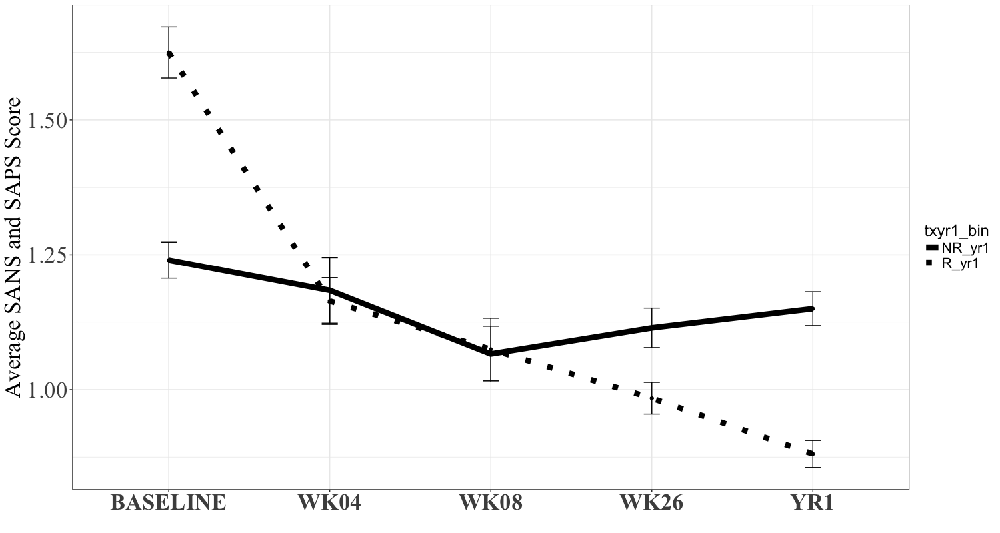 Average SANS and SAPS Score
1.50
1.25
1.00
BASELINE WK04 WK08 WK26 YR1
txyr1_bin
NR_yr1
R_yr1